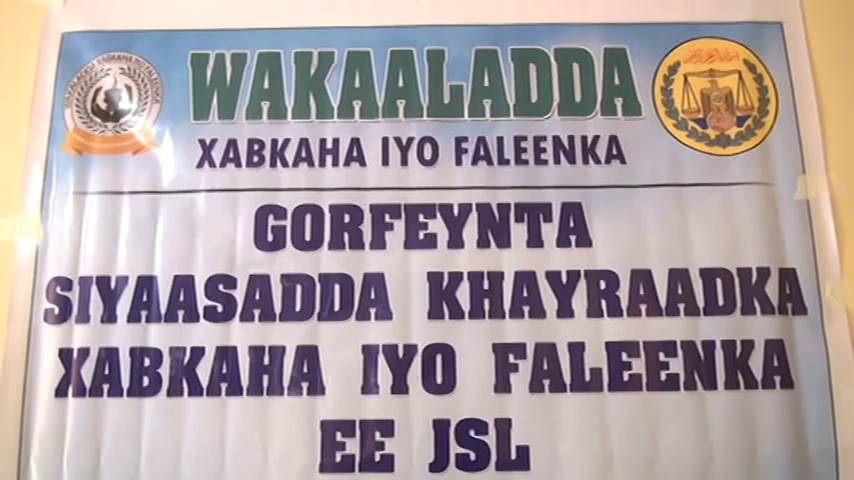 WAKAALADDA
XABKAHA IYO FALEENKA
GORFEYNTA
SIYAASADDA KHAYRAADKA
XABKAHA IYO FALEENKA
EE JSL